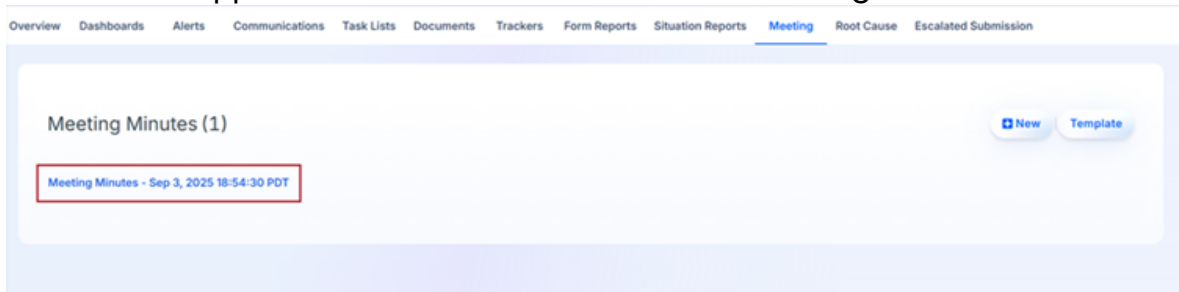 Overview Dashboards Alerts Communications Task Lists Documents Trackers Form Reports Situation Reports Meeting Root Cause Escalated Submission
Meeting Minutes (1)
New Template
Meeting Minutes - Sep 3, 2025 18:54:30 PDT